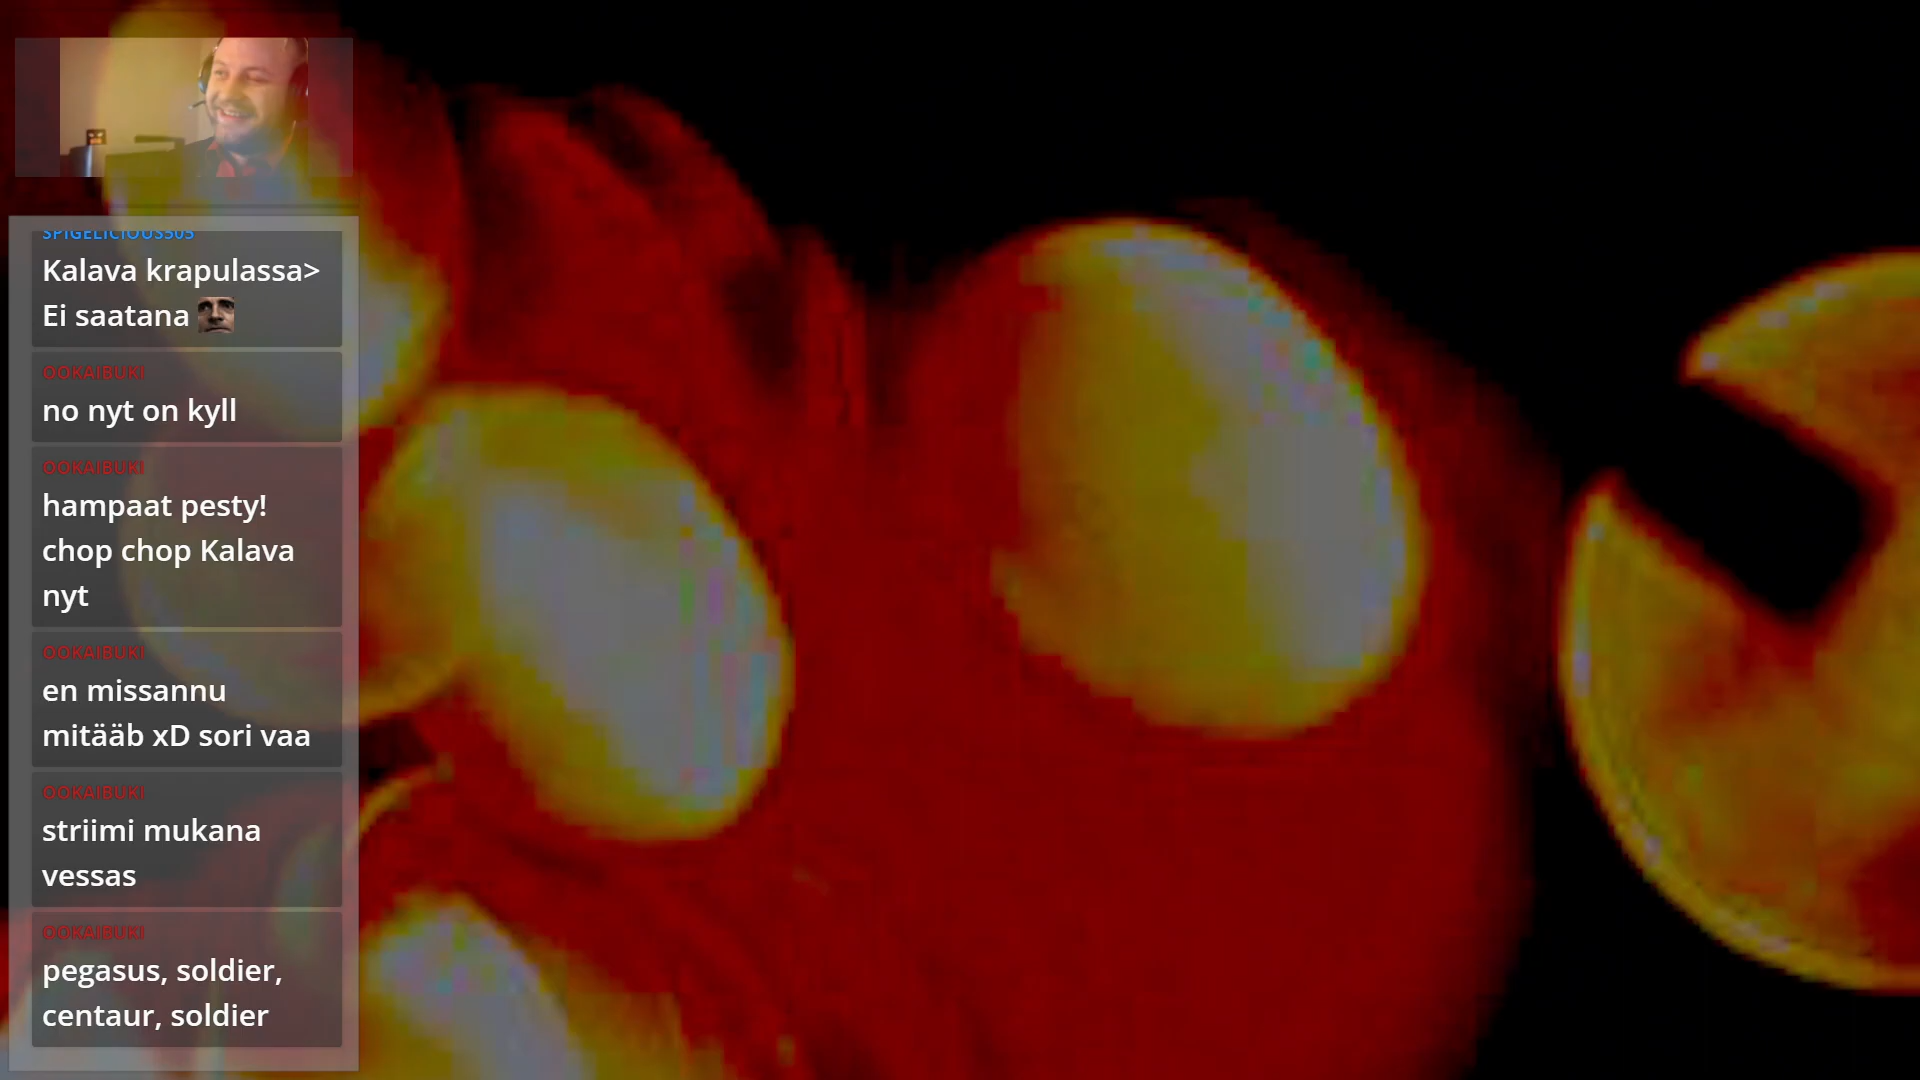 SPIGELICIOUS505
Kalava krapulassa>
Ei saatana
OOKAIBUKI
no nyt on kyll
OOKAIBUKI
hampaat pesty!
chop chop Kalava
nyt
OOKAIBUKI
en missannu
mitääb xD sori vaa
OOKAIBUKI
striimi mukana
vessas
OOKAIBUKI
pegasus, soldier,
centaur, soldier